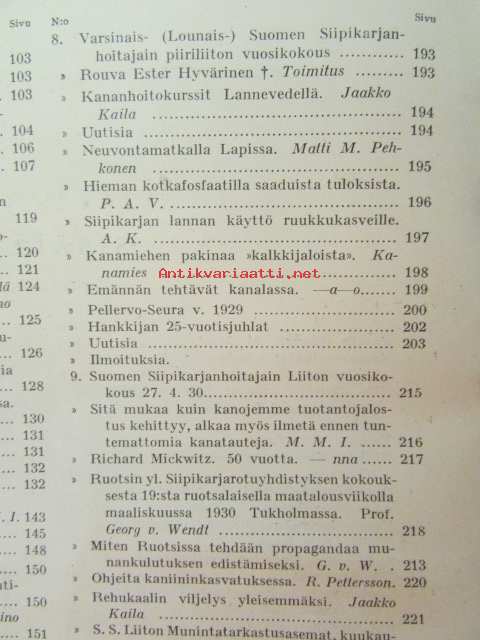 Sivu
103
103
103
104
106
107
119
120
121
124
125
126
128
130
131
131
132
132
I. 143
145
148
150
150
151
N:o
Sivu
8. Varsinais- (Lounais-) Suomen Siipikarjan-
hoitajain piiriliiton vuosikokous ............ 193
» Rouva Ester Hyvärinen †. Toimitus .. 193
» Kananhoitokurssit Lannevedellä. Jaakko
Kaila ........ 194
» Uutisia ........ 194
» Neuvontamatkalla Lapissa. Matti M. Peh-
konen ........ 195
» Hieman kotkafosfaatilla saaduista tuloksista.
P. A. V. ........ 196
» Siipikarjan lannan käyttö ruukkukasveille.
A. K. ........ 197
» Kanamiehen pakinaa »kalkkijaloista». Ka-
namies ........ 198
Antikvariaatti.net
» Emännän tehtävät kanalassa. —a—o..... 199
» Pellervo-Seura v. 1929 ........ 200
» Hankkijan 25-vuotisjuhlat ........ 202
» Uutisia ........ 203
» Ilmoituksia.
9. Suomen Siipikarjanhoitajain Liiton vuosiko-
kous 27. 4. 30........ 215
» Sitä mukaa kuin kanojemme tuotantojalos-
tus kehittyy, alkaa myös ilmetä ennen tun-
temattomia kanatauteja. M. M. I. ...... 216
» Richard Mickwitz. 50 vuotta. — nna ...... 217
» Ruotsin yl. Siipikarjarotuyhdistyksen kokouk-
sesta 19:sta ruotsalaisella maatalousviikolla
maaliskuussa 1930 Tukholmassa. Prof.
Georg v. Wendt ........ 218
» Miten Ruotsissa tehdään propagandaa mu-
nankulutuksen edistämiseksi. G. v. W. . 213
» Ohjeita kaniininkasvatuksessa. R. Pettersson. 220
» Rehukaalin viljelys yleisemmäksi. Jaakko
Kaila ........ 221
» S. S. Liiton Munintatarkastusasemat, kuukau-